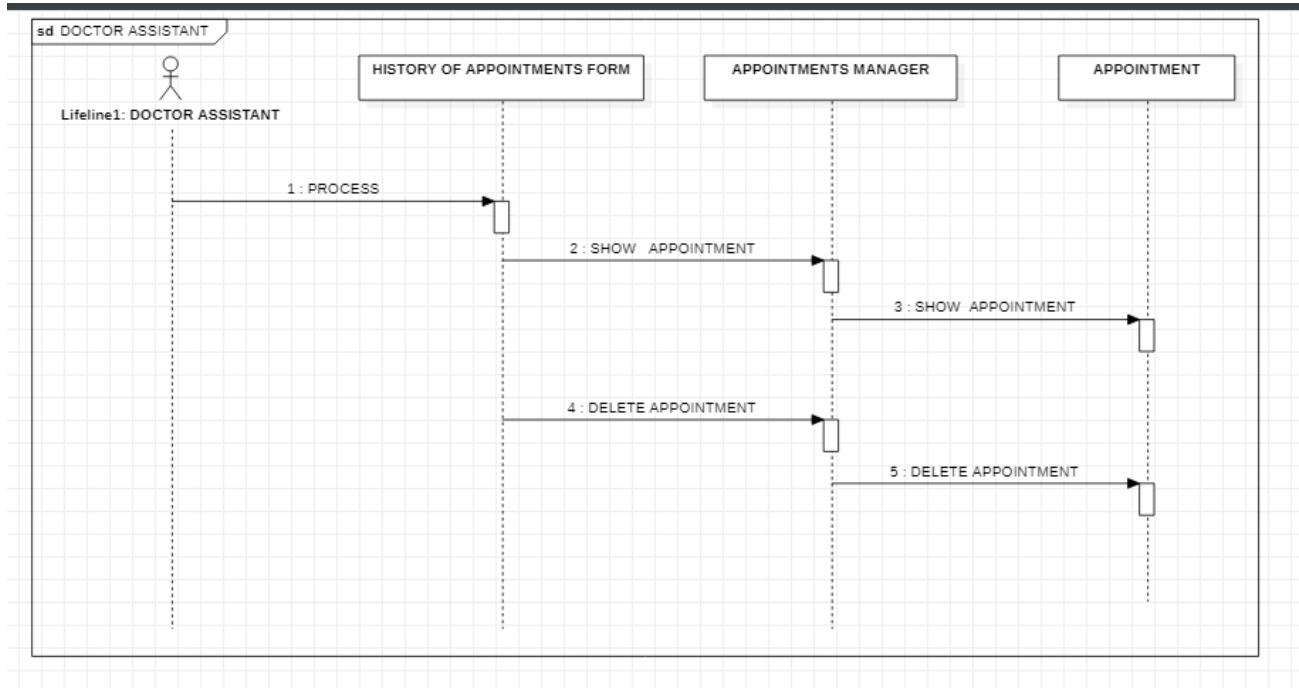 sd DOCTOR ASSISTANT
HISTORY OF APPOINTMENTS FORM
APPOINTMENTS MANAGER
APPOINTMENT
Lifeline1: DOCTOR ASSISTANT
1 : PROCESS
2 : SHOW APPOINTMENT
3 : SHOW APPOINTMENT
4 : DELETE APPOINTMENT
5 : DELETE APPOINTMENT